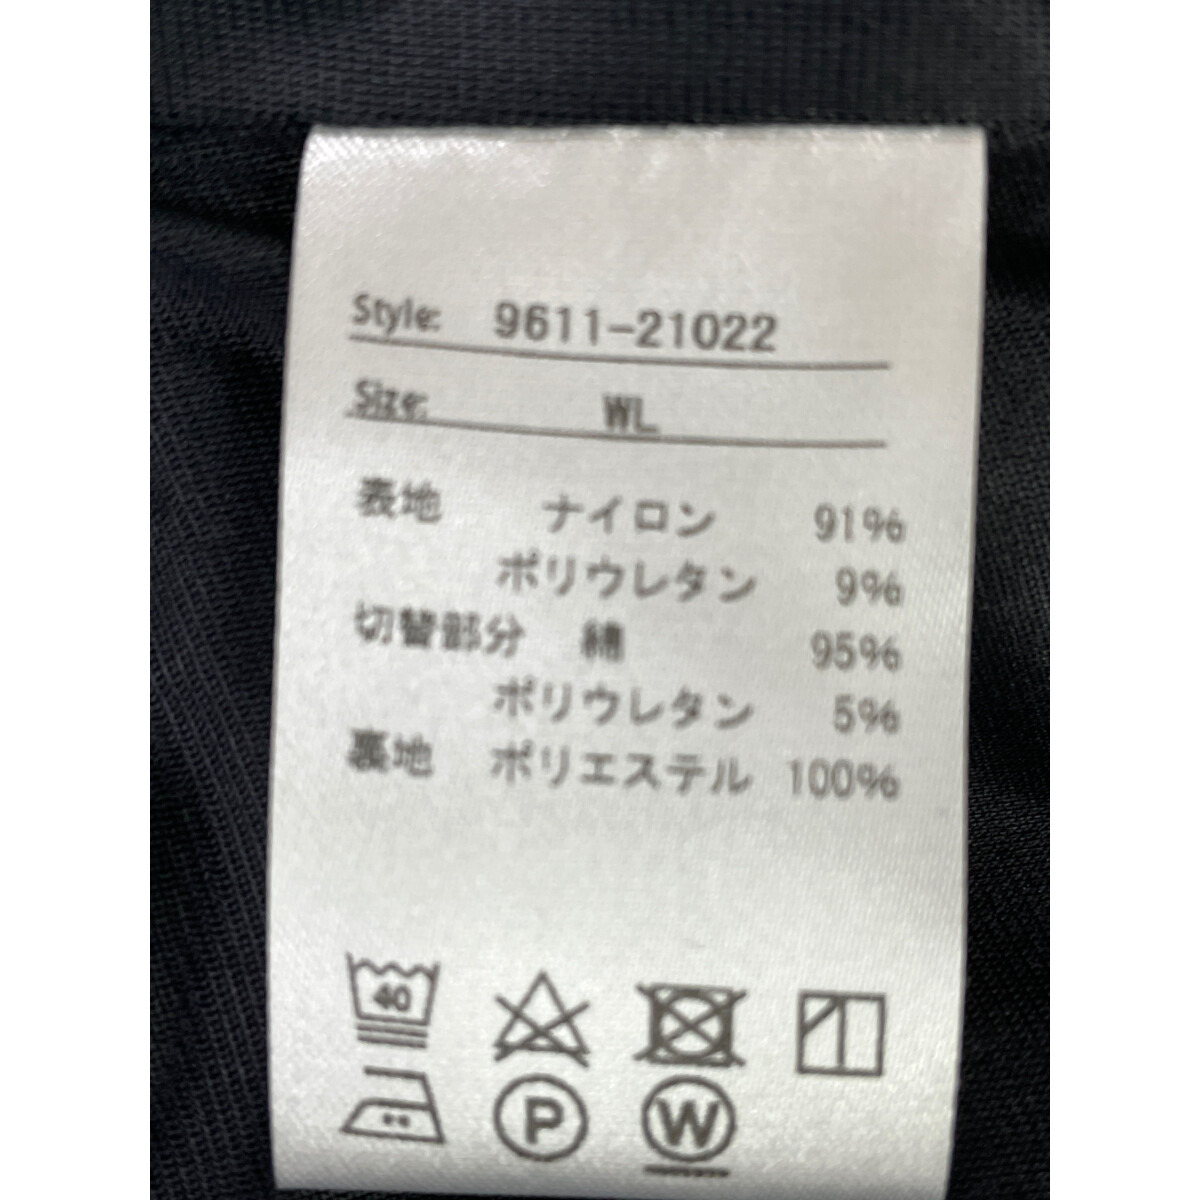 Style: 9611-21022
Size: WL
表地 ナイロン 91%
ポリウレタン 9%
切替部分 綿 95%
ポリウレタン 5%
裏地 ポリエステル 100%
40
P W